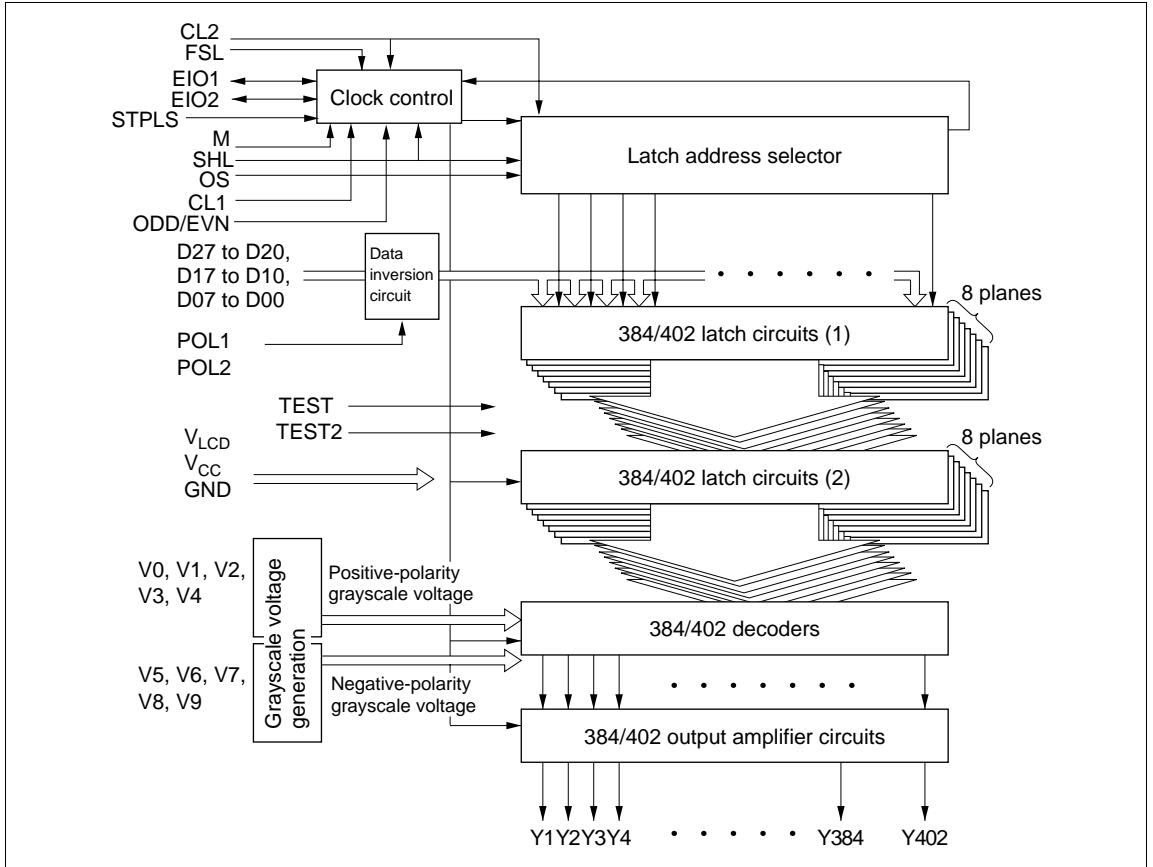 CL2
FSL
EIO1
EIO2
STPLS
Clock control
M
SHL
OS
CL1
ODD/EVN
Latch address selector
D27 to D20,
D17 to D10,
D07 to D00
Data
inversion
circuit
POL1
POL2
8 planes
384/402 latch circuits (1)
TEST
TEST2
VLCD
VCC
GND
8 planes
384/402 latch circuits (2)
V0, V1, V2,
V3, V4
V5, V6, V7,
V8, V9
Grayscale voltage
generation
Positive-polarity
grayscale voltage
Negative-polarity
grayscale voltage
384/402 decoders
384/402 output amplifier circuits
Y1 Y2 Y3 Y4 Y384 Y402